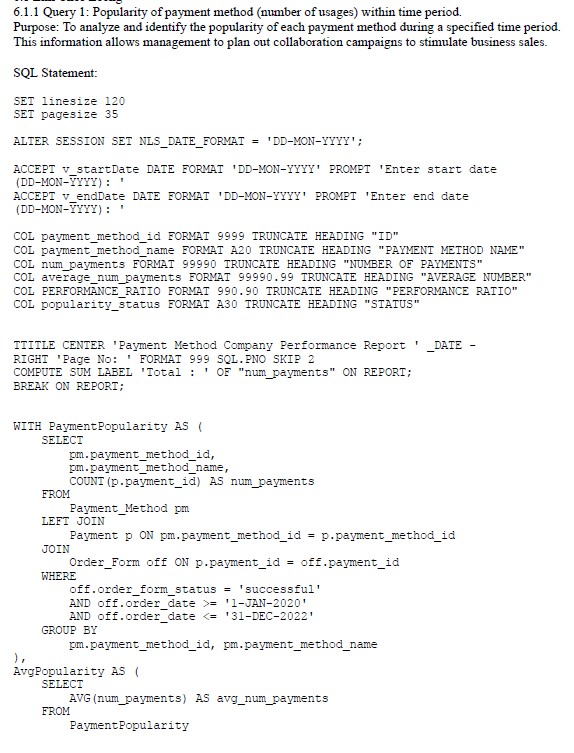 6.1.1 Query 1: Popularity of payment method (number of usages) within time period.
Purpose: To analyze and identify the popularity of each payment method during a specified time period.
This information allows management to plan out collaboration campaigns to stimulate business sales.
SQL Statement:
SET linesize 120
SET pagesize 35
ALTER SESSION SET NLS_DATE_FORMAT = 'DD-MON-YYYY';
ACCEPT v_startDate DATE FORMAT 'DD-MON-YYYY' PROMPT 'Enter start date
(DD-MON-YYYY): '
ACCEPT v_endDate DATE FORMAT 'DD-MON-YYYY' PROMPT 'Enter end date
(DD-MON-YYYY): '
COL payment_method_id FORMAT 9999 TRUNCATE HEADING "ID"
COL payment_method_name FORMAT A20 TRUNCATE HEADING "PAYMENT METHOD NAME"
COL num_payments FORMAT 99990 TRUNCATE HEADING "NUMBER OF PAYMENTS"
COL average_num_payments FORMAT 99990.99 TRUNCATE HEADING "AVERAGE NUMBER"
COL PERFORMANCE_RATIO FORMAT 990.90 TRUNCATE HEADING "PERFORMANCE RATIO"
COL popularity_status FORMAT A30 TRUNCATE HEADING "STATUS"
TTITLE CENTER 'Payment Method Company Performance Report ' _DATE -
RIGHT 'Page No: ' FORMAT 999 SQL.PNO SKIP 2
COMPUTE SUM LABEL 'Total : ' OF "num_payments" ON REPORT;
BREAK ON REPORT;
WITH PaymentPopularity AS (
SELECT
pm.payment_method_id,
pm.payment_method_name,
COUNT(p.payment_id) AS num_payments
FROM
Payment_Method pm
LEFT JOIN
Payment p ON pm.payment_method_id = p.payment_method_id
JOIN
Order_Form off ON p.payment_id = off.payment_id
WHERE
off.order_form_status = 'successful'
AND off.order_date >= '1-JAN-2020'
AND off.order_date <= '31-DEC-2022'
GROUP BY
pm.payment_method_id, pm.payment_method_name
),
AvgPopularity AS (
SELECT
AVG(num_payments) AS avg_num_payments
FROM
PaymentPopularity